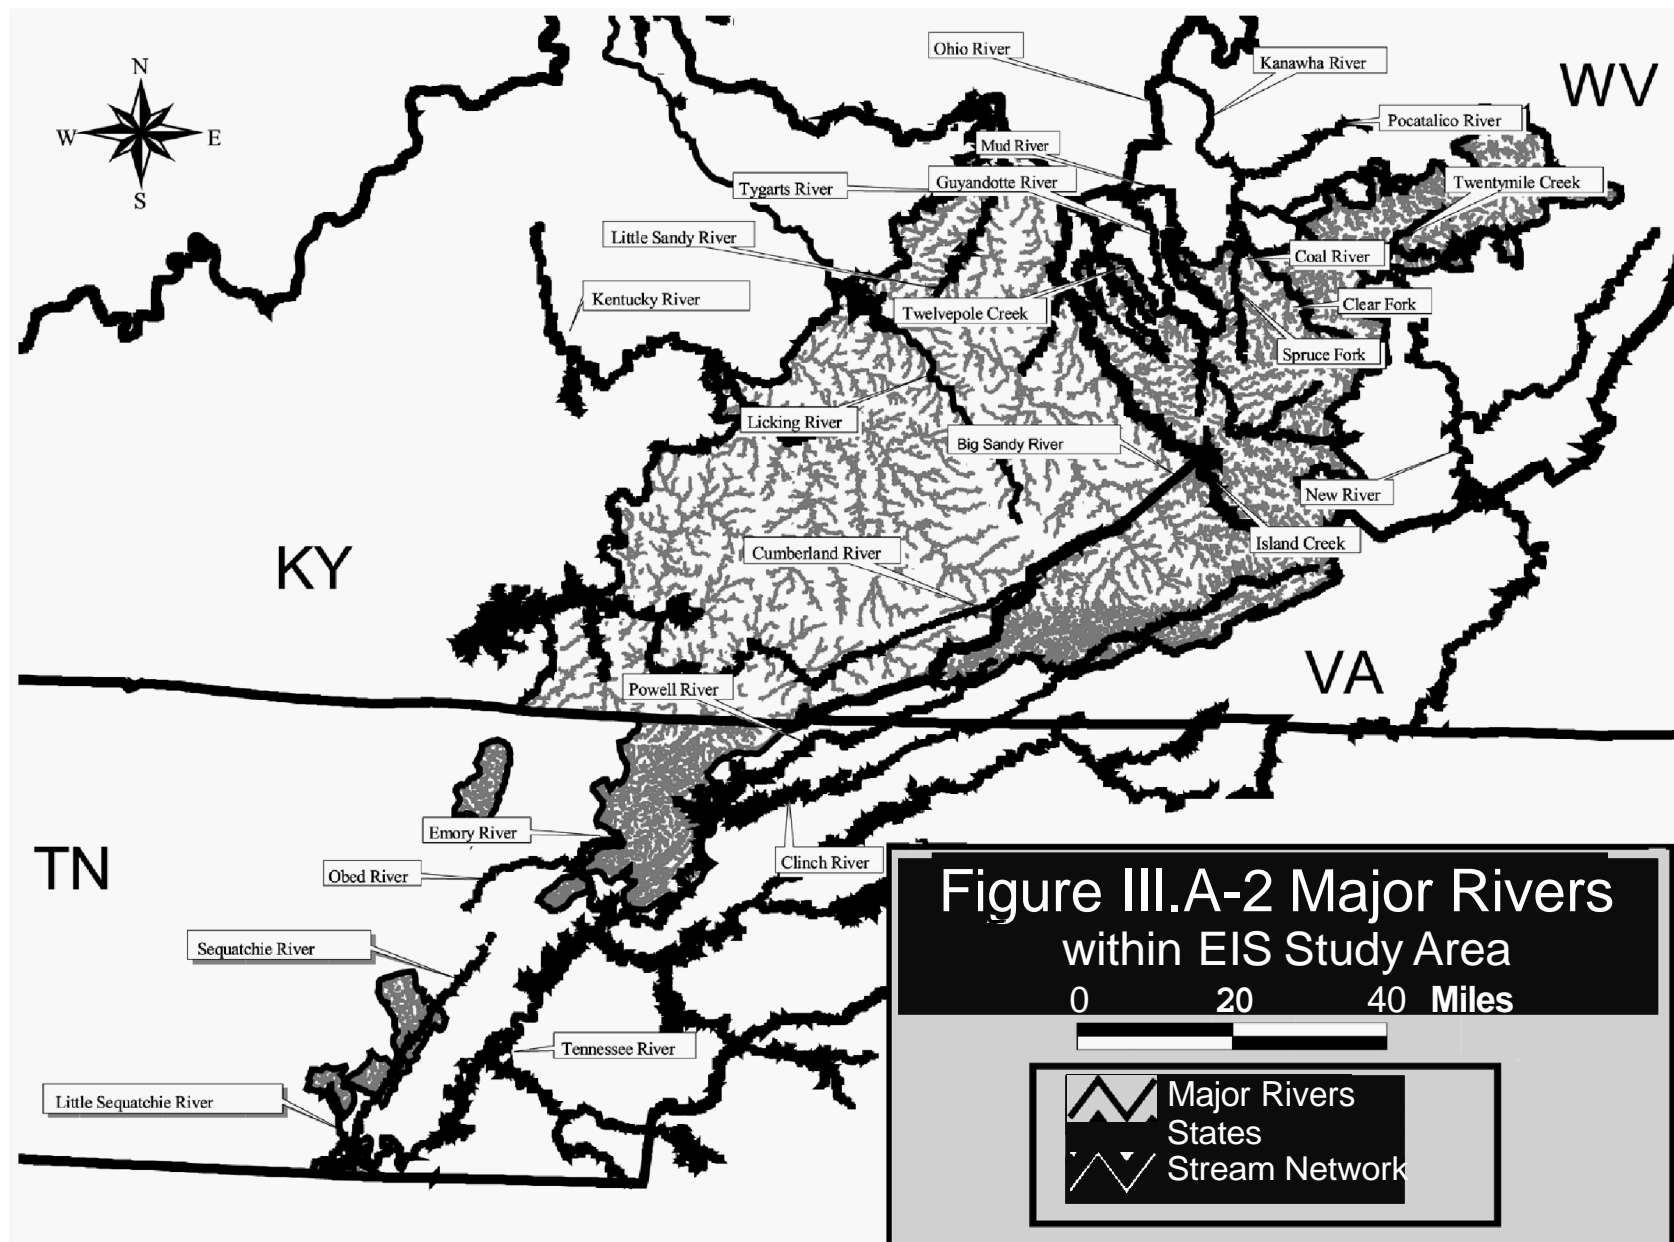 Ohio River
Kanawha River
WV
N
W
E
S
Pocatalico River
Mud River
Tygarts River
Guyandotte River
Twentymile Creek
Little Sandy River
Coal River
Kentucky River
Twelvepole Creek
Clear Fork
Spruce Fork
Licking River
Big Sandy River
New River
Island Creek
Cumberland River
KY
VA
Powell River
Emory River
TN
Obed River
Clinch River
Sequatchie River
Tennessee River
Little Sequatchie River
Figure III.A-2 Major Rivers
within EIS Study Area
0 20 40 Miles
Major Rivers
States
Stream Network